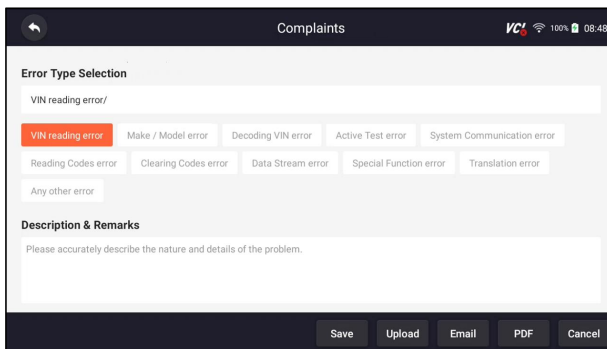 Complaints
VCI 100% 08:48
Error Type Selection
VIN reading error/
VIN reading error Make / Model error Decoding VIN error Active Test error System Communication error
Reading Codes error Clearing Codes error Data Stream error Special Function error Translation error
Any other error
Description & Remarks
Please accurately describe the nature and details of the problem.
Save Upload Email PDF Cancel